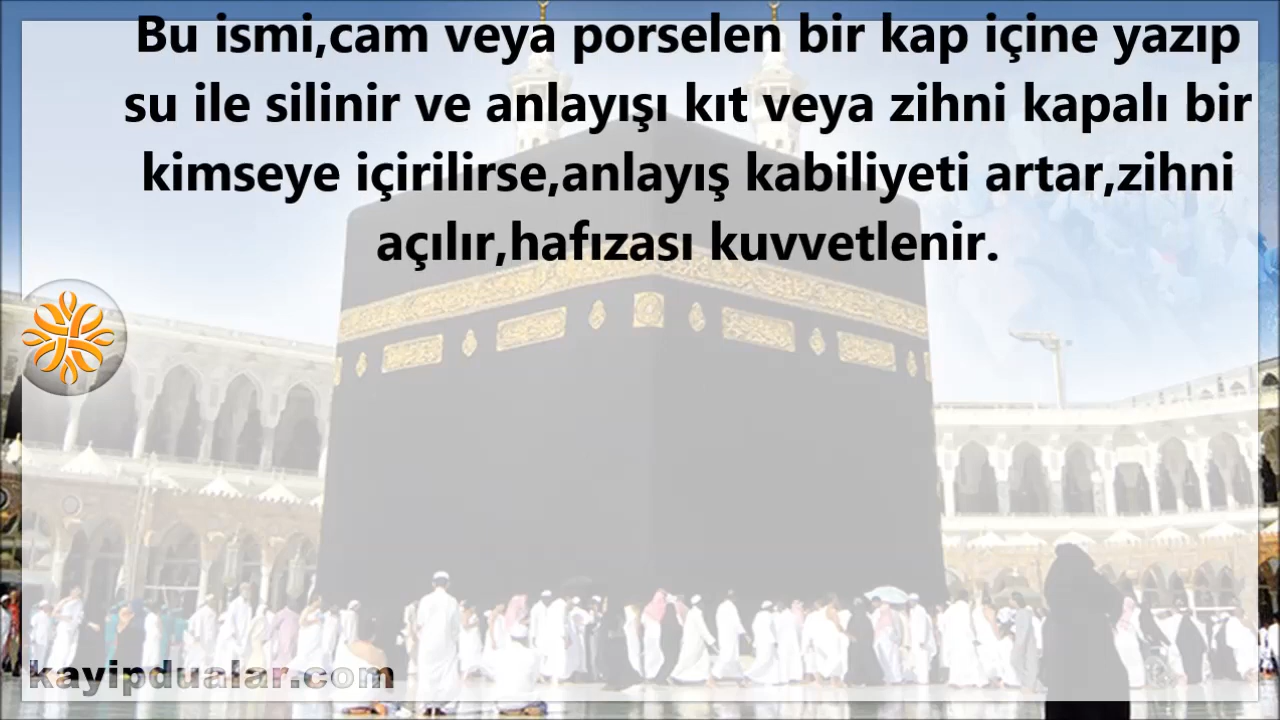 Bu ismi,cam veya porselen bir kap içine yazıp
su ile silinir ve anlayışı kıt veya zihni kapalı bir
kimseye içirilirse,anlayış kabiliyeti artar,zihni
açılır,hafızası kuvvetlenir.
kayipdualar.com